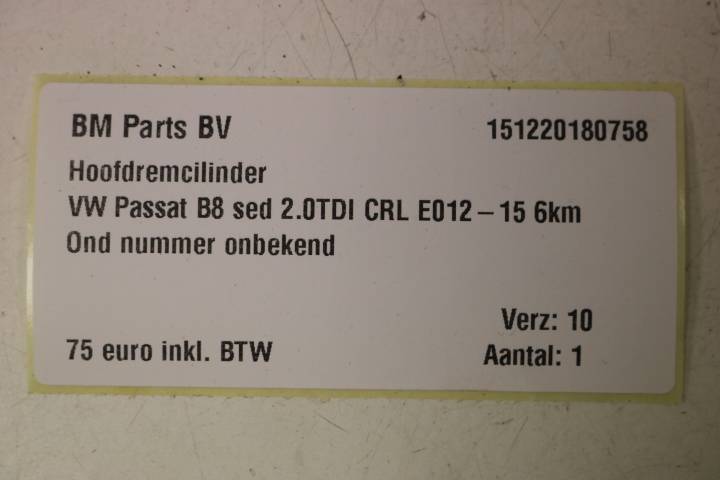 BM Parts BV 151220180758
Hoofdremcilinder
VW Passat B8 sed 2.0TDI CRL E012 – 15 6km
Ond nummer onbekend
Verz: 10
75 euro inkl. BTW Aantal: 1